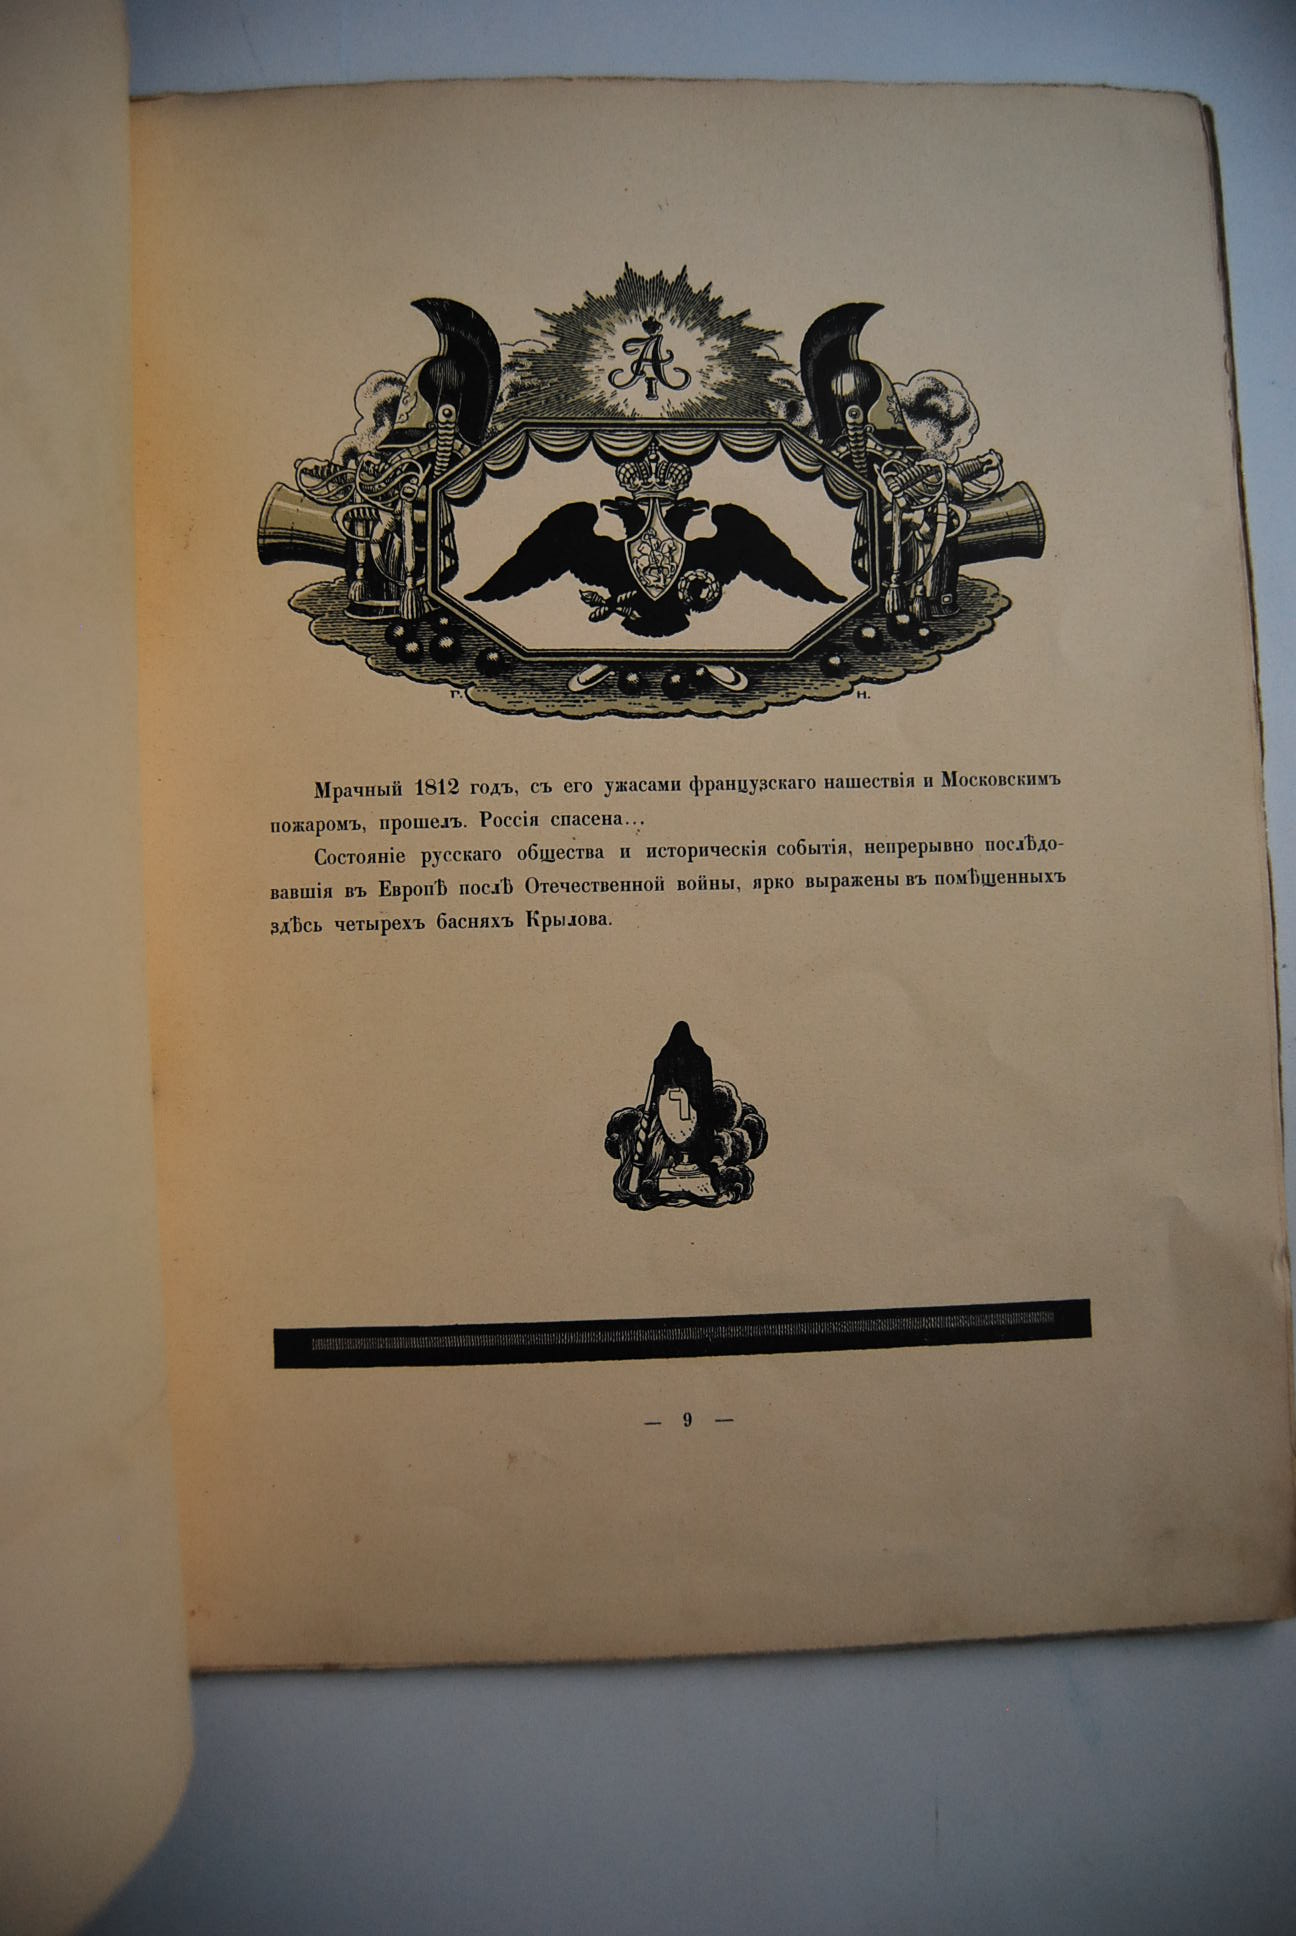 А
I
Г.
Н.
Мрачный 1812 годъ, съ его ужасами французскаго нашествія и Московскимъ
пожаромъ, прошелъ. Россія спасена...
Состояніе русскаго общества и историческія событія, непрерывно послѣдо-
вавшія въ Европѣ послѣ Отечественной войны, ярко выражены въ помѣщенныхъ
здѣсь четырехъ басняхъ Крылова.
— 9 —